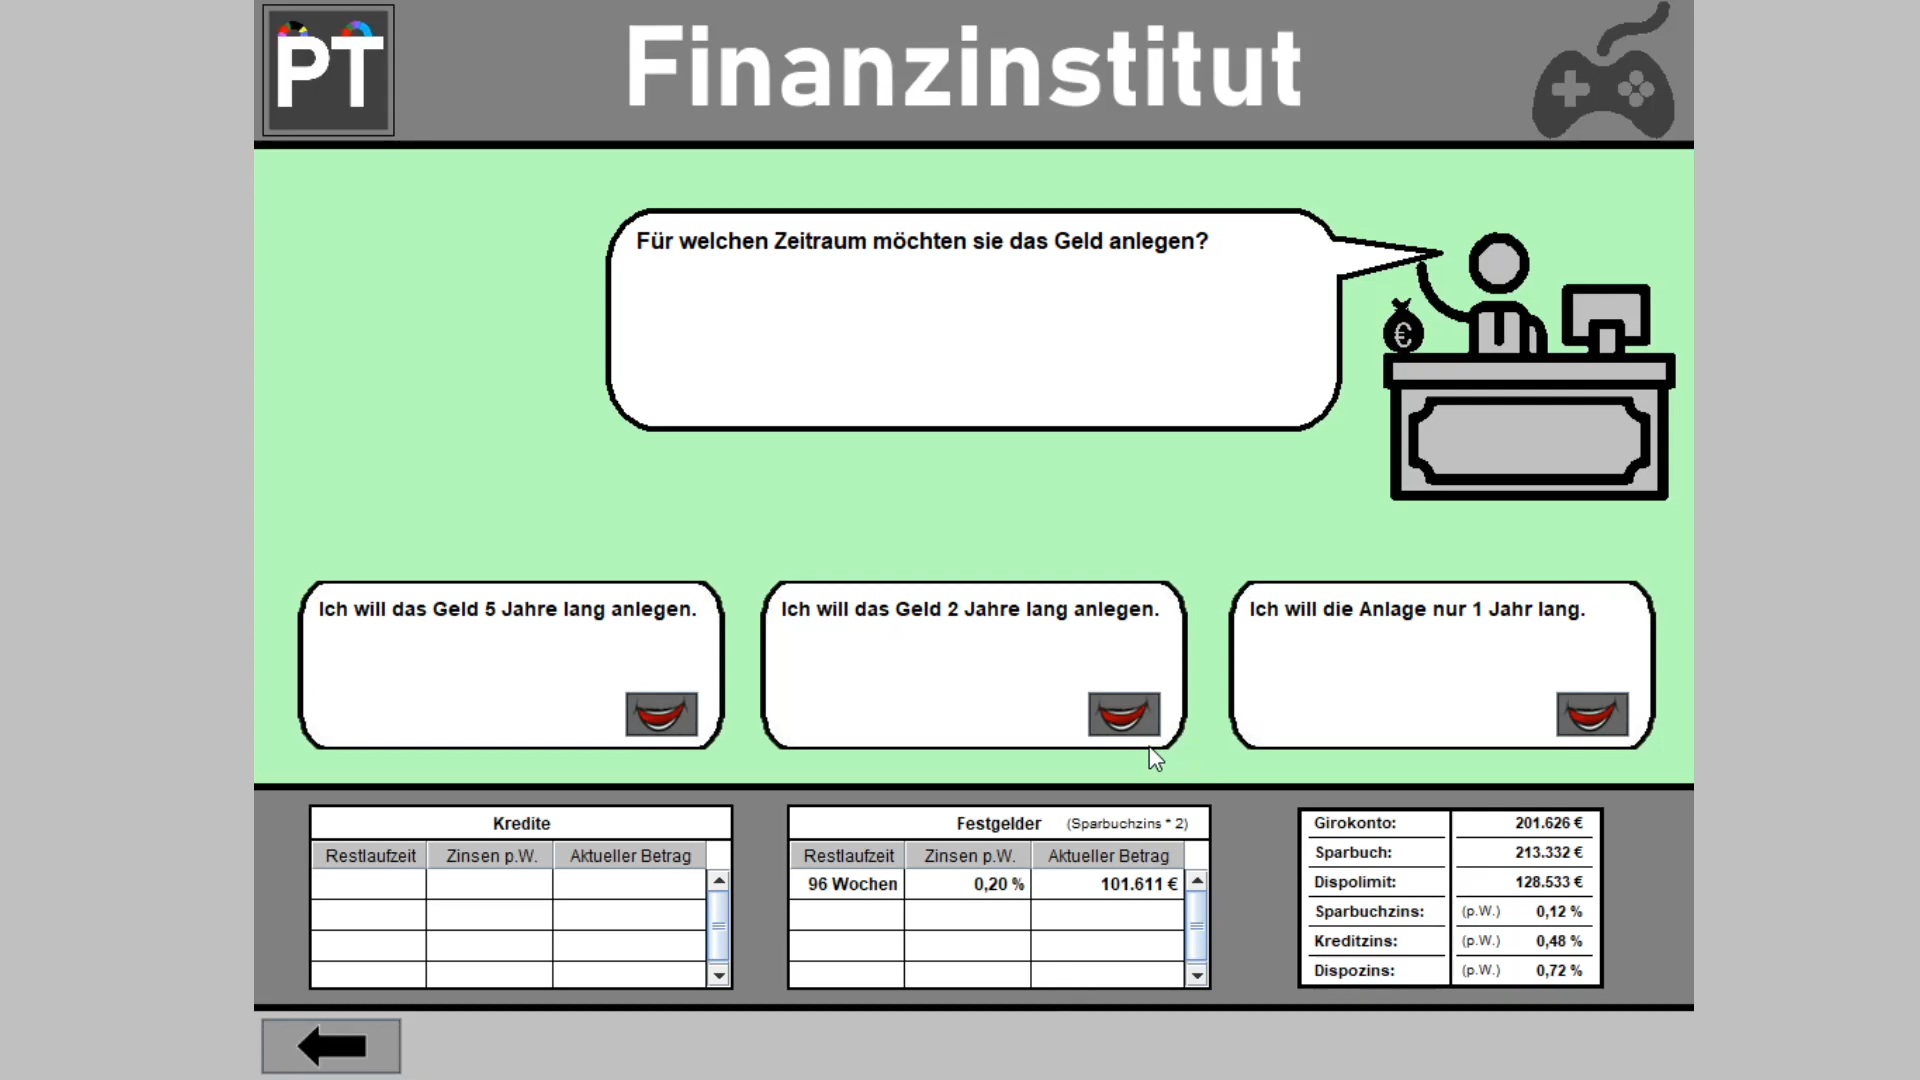 PT
Finanzinstitut
Für welchen Zeitraum möchten sie das Geld anlegen?
€
Ich will das Geld 5 Jahre lang anlegen.
Ich will das Geld 2 Jahre lang anlegen.
Ich will die Anlage nur 1 Jahr lang.
Kredite
Restlaufzeit Zinsen p.W. Aktueller Betrag
Festgelder (Sparbuchzins * 2)
Restlaufzeit Zinsen p.W. Aktueller Betrag
96 Wochen 0,20 % 101.611 €
Girokonto: 201.626 €
Sparbuch: 213.332 €
Dispolimit: 128.533 €
Sparbuchzins: (p.W.) 0,12 %
Kreditzins: (p.W.) 0,48 %
Dispozins: (p.W.) 0,72 %